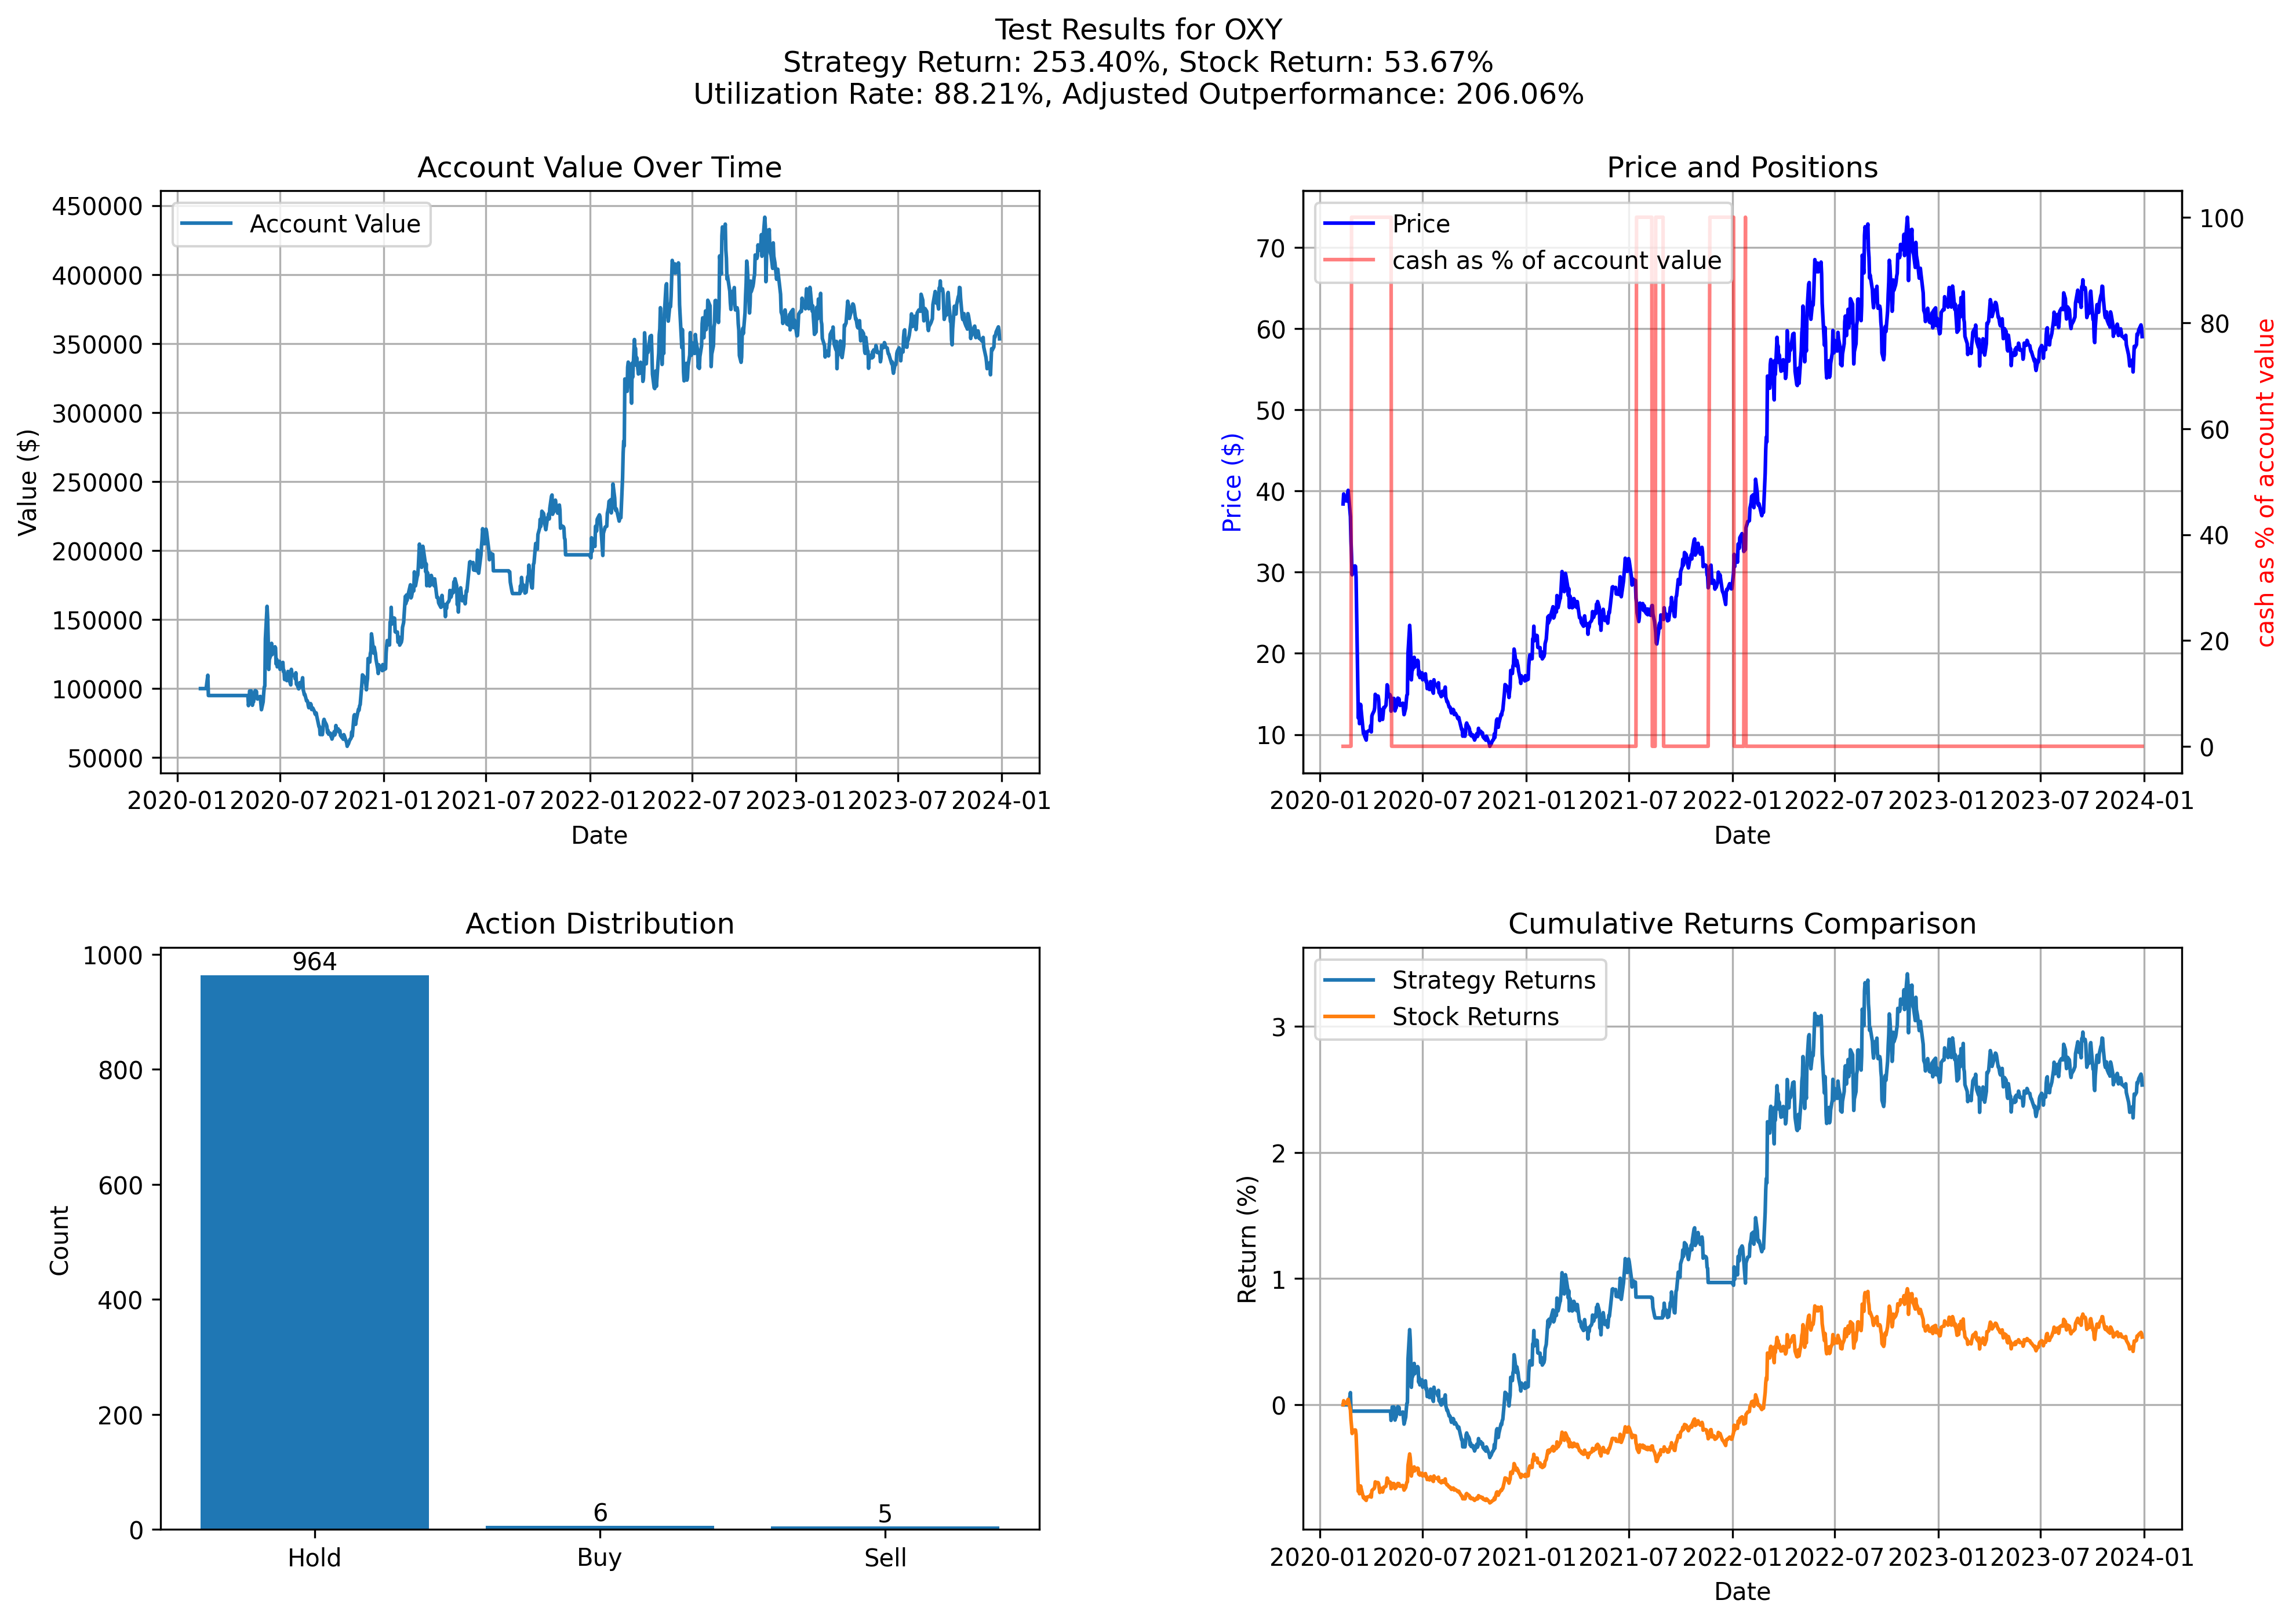 Test Results for OXY
Strategy Return: 253.40%, Stock Return: 53.67%
Utilization Rate: 88.21%, Adjusted Outperformance: 206.06%
Account Value Over Time
Account Value
450000
400000
350000
300000
250000
200000
150000
100000
50000
Value ($)
2020-01 2020-07 2021-01 2021-07 2022-01 2022-07 2023-01 2023-07 2024-01
Date
Price and Positions
Price
cash as % of account value
70
60
50
40
30
20
10
Price ($)
100
80
60
40
20
0
cash as % of account value
2020-01 2020-07 2021-01 2021-07 2022-01 2022-07 2023-01 2023-07 2024-01
Date
Action Distribution
1000
800
600
400
200
0
Count
964
6
5
Hold Buy Sell
Cumulative Returns Comparison
Strategy Returns
Stock Returns
3
2
1
0
Return (%)
2020-01 2020-07 2021-01 2021-07 2022-01 2022-07 2023-01 2023-07 2024-01
Date